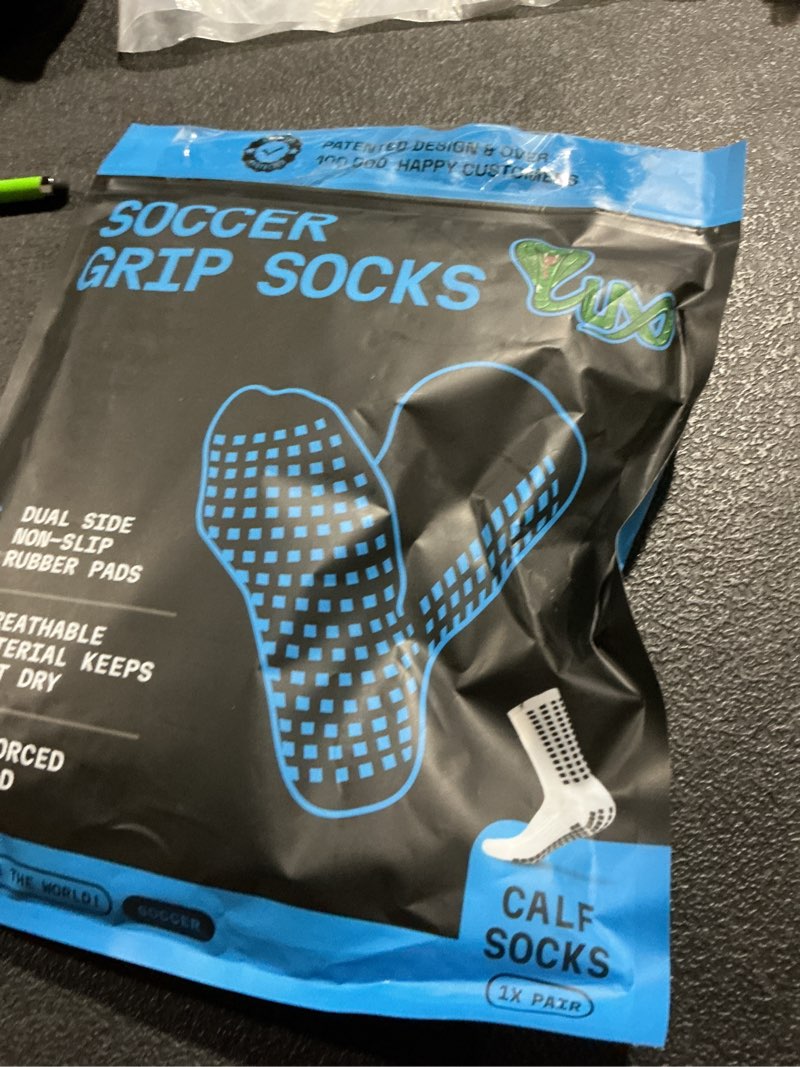 PATENTED DESIGN & OVER
100,000 HAPPY CUSTOMERS
SOCCER
GRIP SOCKS
Lux
DUAL SIDE
NON-SLIP
RUBBER PADS
REATHABLE
TERIAL KEEPS
T DRY
ORCED
D
THE WORLD!
SOCCER
CALF
SOCKS
1X PAIR